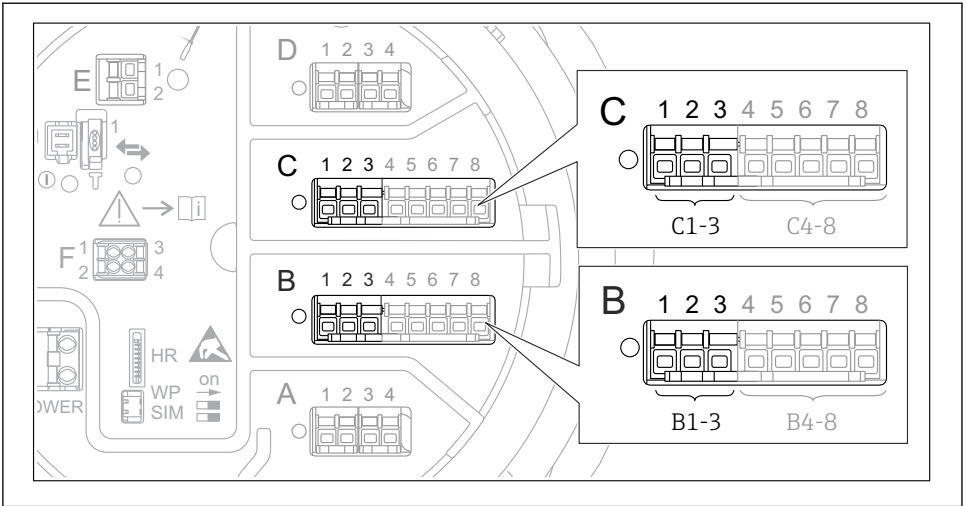 D 1 2 3 4
E 1
2
1
C 1 2 3 4 5 6 7 8
C 1 2 3 4 5 6 7 8
C1-3 C4-8
i
F 1 3
2 4
B 1 2 3 4 5 6 7 8
B 1 2 3 4 5 6 7 8
B1-3 B4-8
HR
on
WP
SIM
OWER
A 1 2 3 4